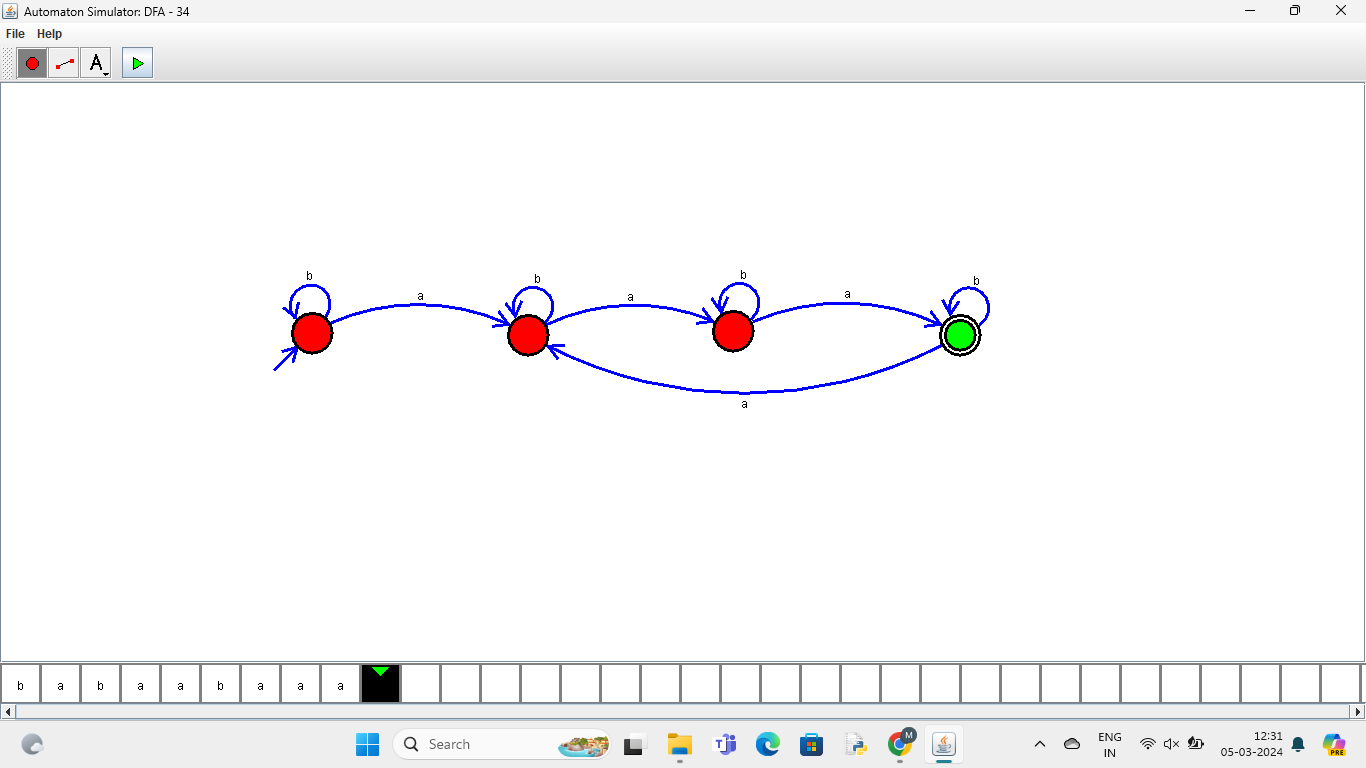 Automaton Simulator: DFA - 34
File Help
A
b b b b
a a a
a
b a b a a b a a a
Search
M
ENG
IN
12:31
05-03-2024
PRE